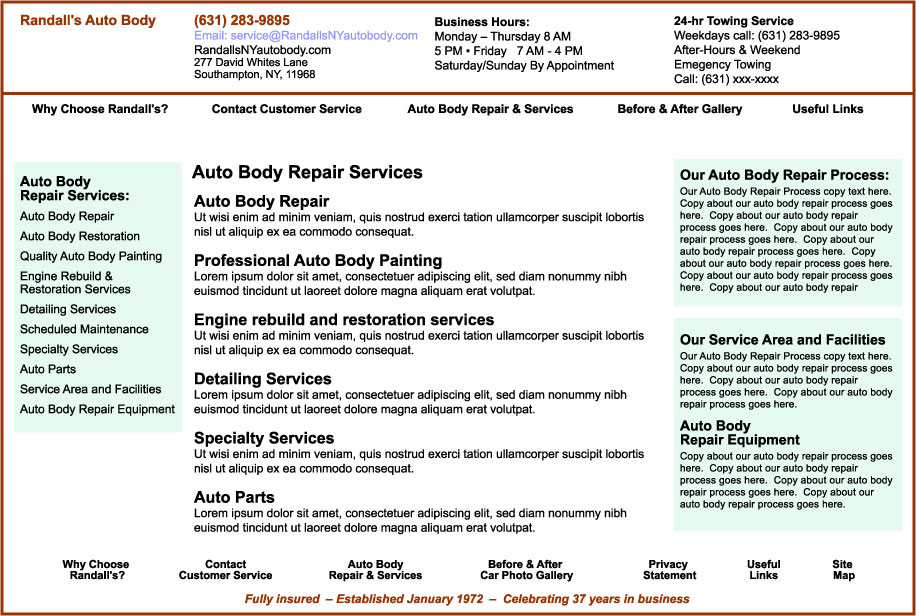 Randall's Auto Body
(631) 283-9895
Email: service@RandallsNYautobody.com
RandallsNYautobody.com
277 David Whites Lane
Southampton, NY, 11968
Business Hours:
Monday – Thursday 8 AM
5 PM • Friday 7 AM - 4 PM
Saturday/Sunday By Appointment
24-hr Towing Service
Weekdays call: (631) 283-9895
After-Hours & Weekend
Emegency Towing
Call: (631) xxx-xxxx
Why Choose Randall's? Contact Customer Service Auto Body Repair & Services Before & After Gallery Useful Links
Auto Body
Repair Services:
Auto Body Repair
Auto Body Restoration
Quality Auto Body Painting
Engine Rebuild &
Restoration Services
Detailing Services
Scheduled Maintenance
Specialty Services
Auto Parts
Service Area and Facilities
Auto Body Repair Equipment
Auto Body Repair Services
Auto Body Repair
Ut wisi enim ad minim veniam, quis nostrud exerci tation ullamcorper suscipit lobortis
nisl ut aliquip ex ea commodo consequat.
Professional Auto Body Painting
Lorem ipsum dolor sit amet, consectetuer adipiscing elit, sed diam nonummy nibh
euismod tincidunt ut laoreet dolore magna aliquam erat volutpat.
Engine rebuild and restoration services
Ut wisi enim ad minim veniam, quis nostrud exerci tation ullamcorper suscipit lobortis
nisl ut aliquip ex ea commodo consequat.
Detailing Services
Lorem ipsum dolor sit amet, consectetuer adipiscing elit, sed diam nonummy nibh
euismod tincidunt ut laoreet dolore magna aliquam erat volutpat.
Specialty Services
Ut wisi enim ad minim veniam, quis nostrud exerci tation ullamcorper suscipit lobortis
nisl ut aliquip ex ea commodo consequat.
Auto Parts
Lorem ipsum dolor sit amet, consectetuer adipiscing elit, sed diam nonummy nibh
euismod tincidunt ut laoreet dolore magna aliquam erat volutpat.
Our Auto Body Repair Process:
Our Auto Body Repair Process copy text here.
Copy about our auto body repair process goes
here. Copy about our auto body repair
process goes here. Copy about our auto body
repair process goes here. Copy about our
auto body repair process goes here. Copy
about our auto body repair process goes here.
Copy about our auto body repair process goes
here. Copy about our auto body repair
Our Service Area and Facilities
Our Auto Body Repair Process copy text here.
Copy about our auto body repair process goes
here. Copy about our auto body repair
process goes here. Copy about our auto body
repair process goes here.
Auto Body
Repair Equipment
Copy about our auto body repair process goes
here. Copy about our auto body repair
process goes here. Copy about our auto body
repair process goes here. Copy about our
auto body repair process goes here.
Why Choose Contact Auto Body Before & After Privacy Useful Site
Randall's? Customer Service Repair & Services Car Photo Gallery Statement Links Map
Fully insured – Established January 1972 – Celebrating 37 years in business